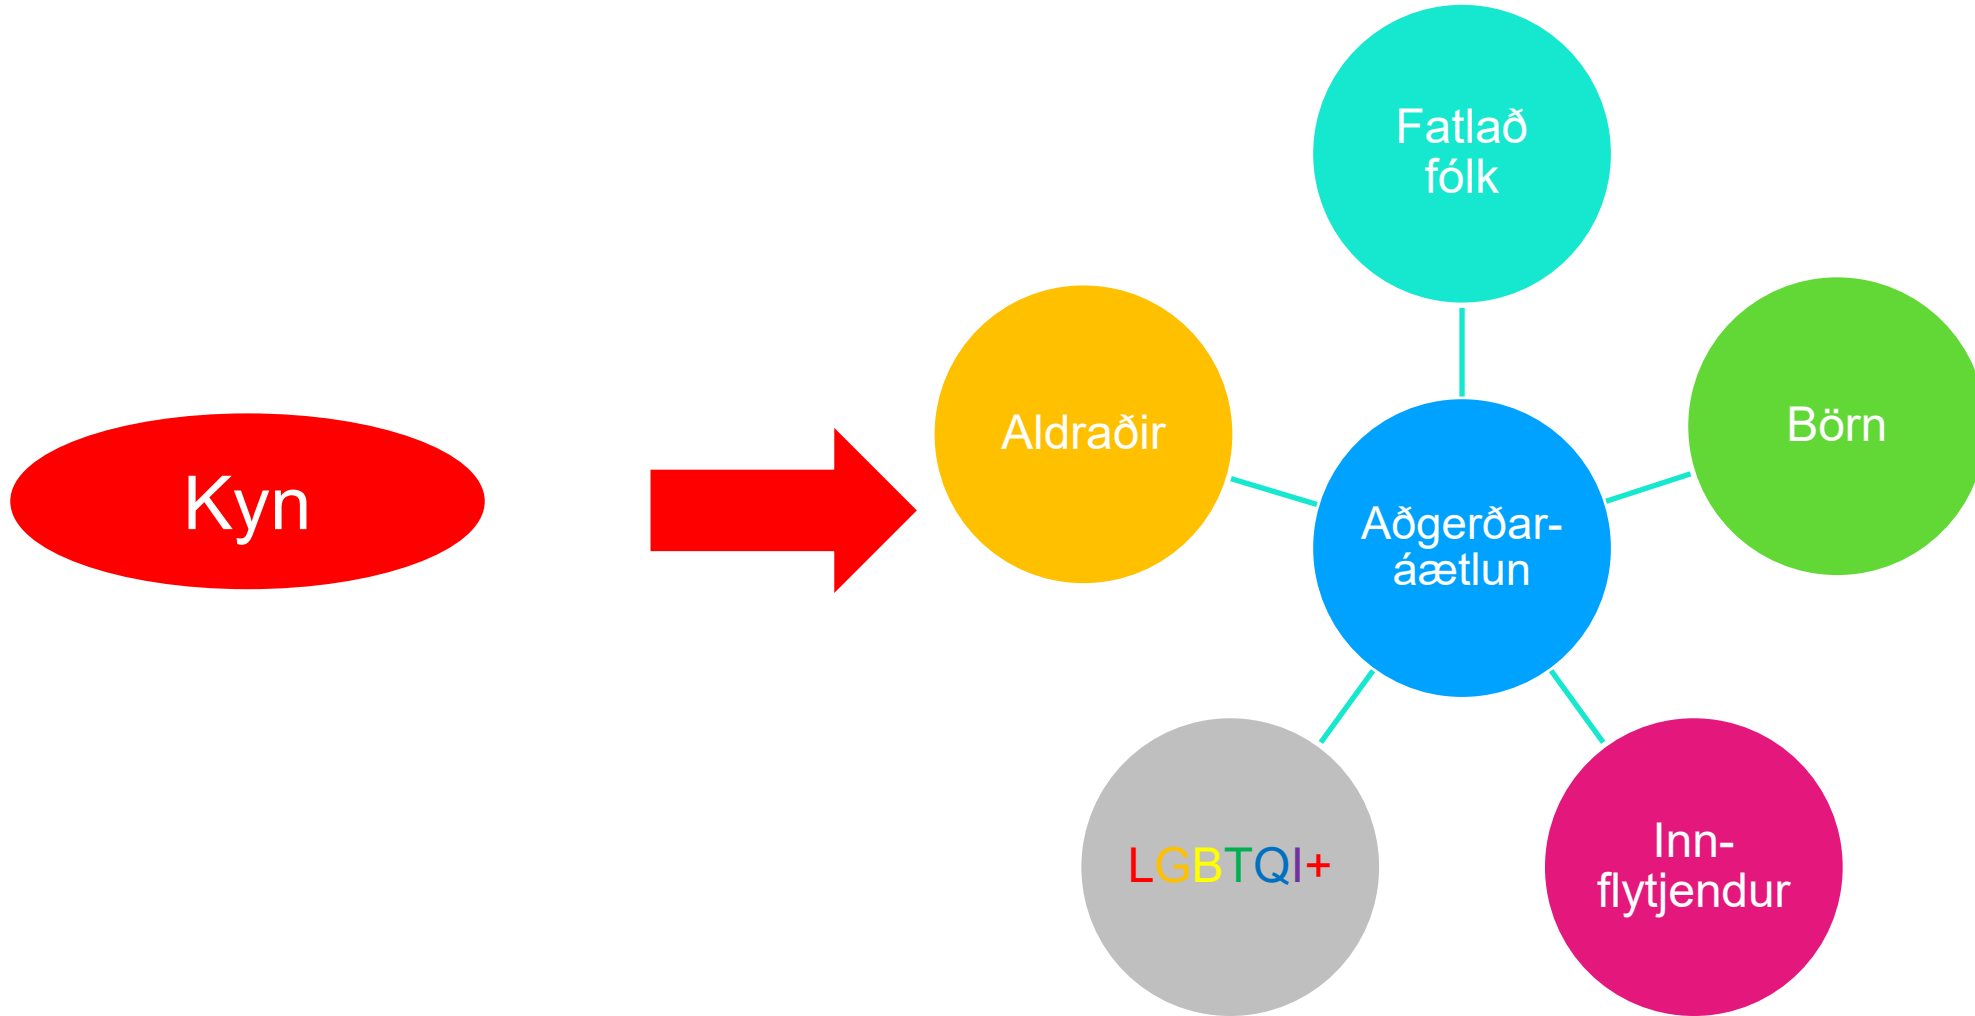 Kyn
Fatlað
fólk
Aldraðir
Börn
Aðgerðar-
áætlun
LGBTQI+
Inn-
flytjendur